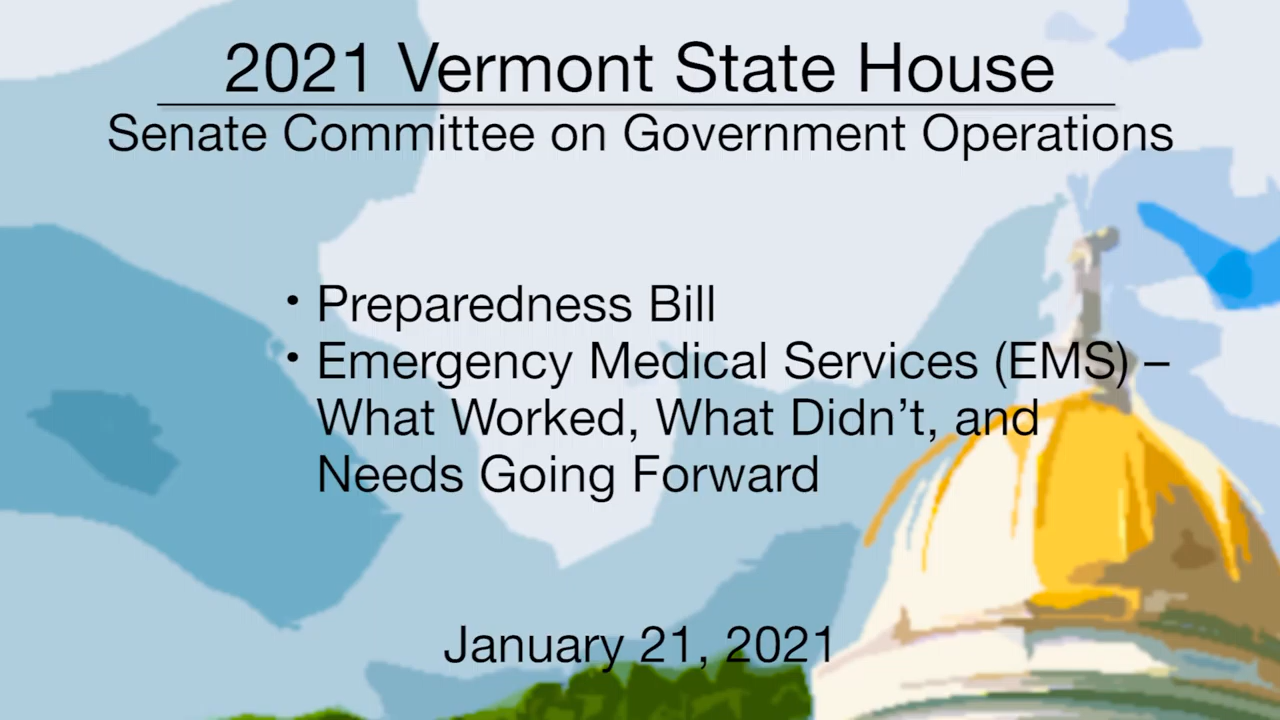 2021 Vermont State House
Senate Committee on Government Operations
• Preparedness Bill
• Emergency Medical Services (EMS) –
What Worked, What Didn’t, and
Needs Going Forward
January 21, 2021